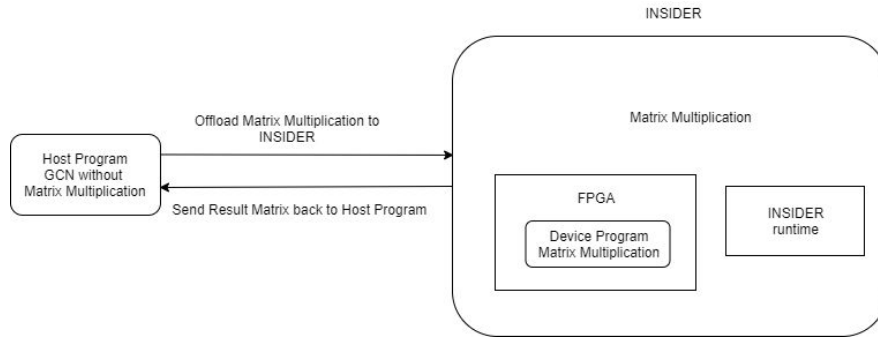 INSIDER
Offload Matrix Multiplication to
INSIDER
Matrix Multiplication
Host Program
GCN without
Matrix Multiplication
Send Result Matrix back to Host Program
FPGA
Device Program
Matrix Multiplication
INSIDER
runtime